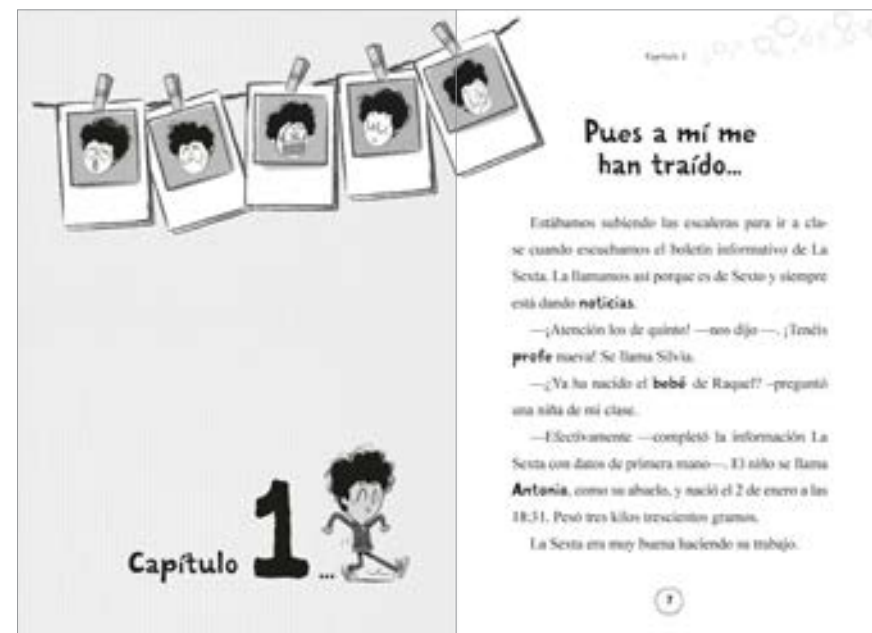 Capítulo 1...
Capítulo 1
Pues a mí me
han traído...
Estábamos subiendo las escaleras para ir a cla-
se cuando escuchamos el boletín informativo de La
Sexta. La llamamos así porque es de Sexto y siempre
está dando noticias.
—¡Atención los de quinto! —nos dijo —. ¡Tenéis
profe nueva! Se llama Silvia.
—¿Ya ha nacido el bebé de Raquel? –preguntó
una niña de mi clase.
—Efectivamente —completó la información La
Sexta con datos de primera mano—. El niño se llama
Antonio, como su abuelo, y nació el 2 de enero a las
18:31. Pesó tres kilos trescientos gramos.
La Sexta era muy buena haciendo su trabajo.
7